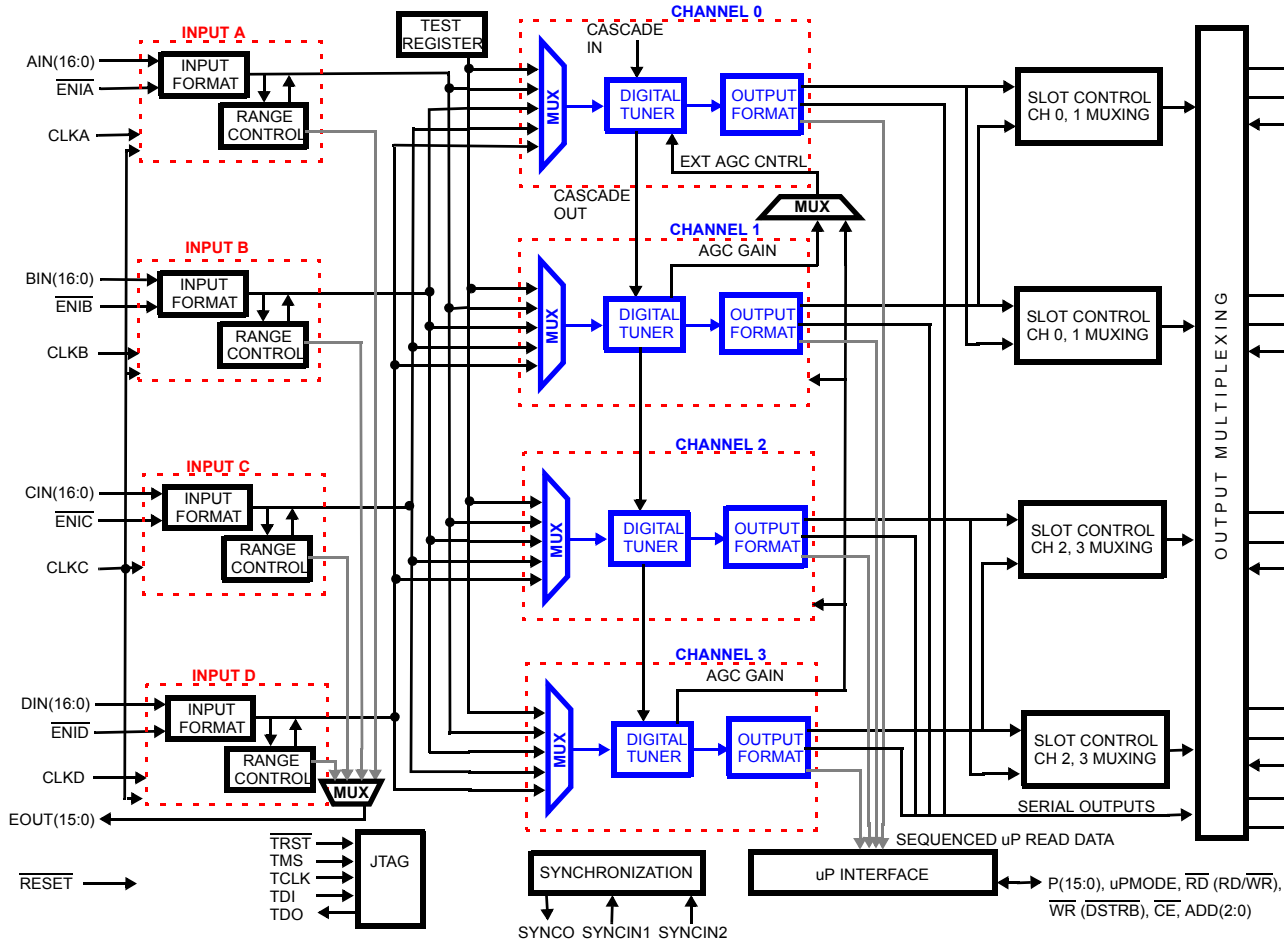 CHANNEL 0
INPUT A
TEST
REGISTER
CASCADE
IN
AIN(16:0)
ENIA
INPUT
FORMAT
CLKA
RANGE
CONTROL
MUX
DIGITAL
TUNER
OUTPUT
FORMAT
SLOT CONTROL
CH 0, 1 MUXING
EXT AGC CNTRL
CASCADE
OUT
MUX
CHANNEL 1
AGC GAIN
INPUT B
BIN(16:0)
ENIB
INPUT
FORMAT
CLKB
RANGE
CONTROL
MUX
DIGITAL
TUNER
OUTPUT
FORMAT
SLOT CONTROL
CH 0, 1 MUXING
OUTPUT MULTIPLEXING
CHANNEL 2
INPUT C
CIN(16:0)
ENIC
INPUT
FORMAT
CLKC
RANGE
CONTROL
MUX
DIGITAL
TUNER
OUTPUT
FORMAT
SLOT CONTROL
CH 2, 3 MUXING
CHANNEL 3
AGC GAIN
INPUT D
DIN(16:0)
ENID
INPUT
FORMAT
CLKD
RANGE
CONTROL
MUX
EOUT(15:0)
MUX
DIGITAL
TUNER
OUTPUT
FORMAT
SLOT CONTROL
CH 2, 3 MUXING
SERIAL OUTPUTS
SEQUENCED uP READ DATA
TRST
TMS
TCLK
TDI
TDO
JTAG
RESET
SYNCHRONIZATION
SYNCO
SYNCIN1
SYNCIN2
uP INTERFACE
P(15:0), uPMODE, RD (RD/WR),
WR (DSTRB), CE, ADD(2:0)